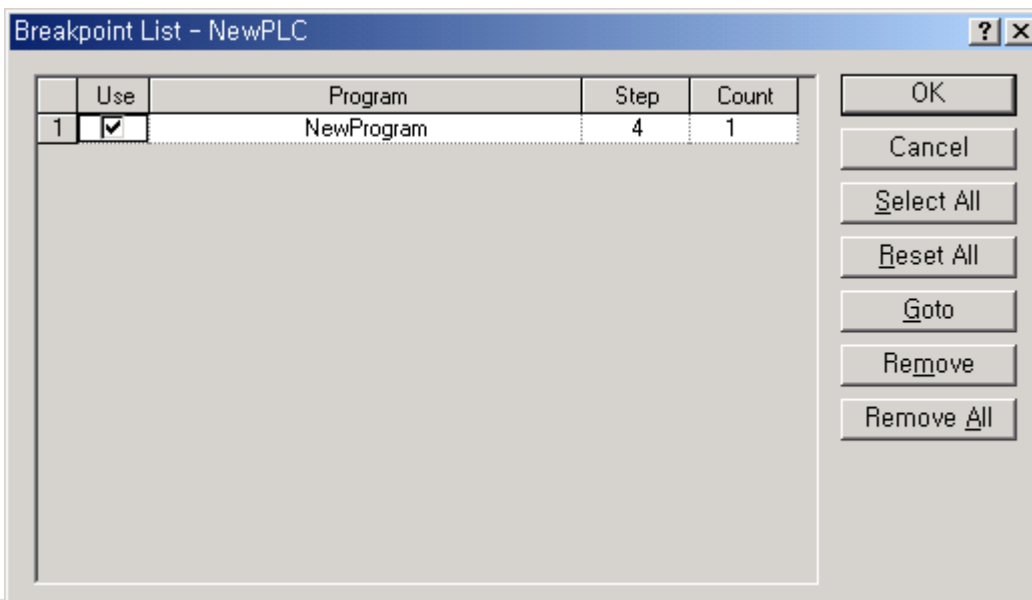 Breakpoint List - NewPLC
Use Program Step Count
1 NewProgram 4 1
OK
Cancel
Select All
Reset All
Goto
Remove
Remove All